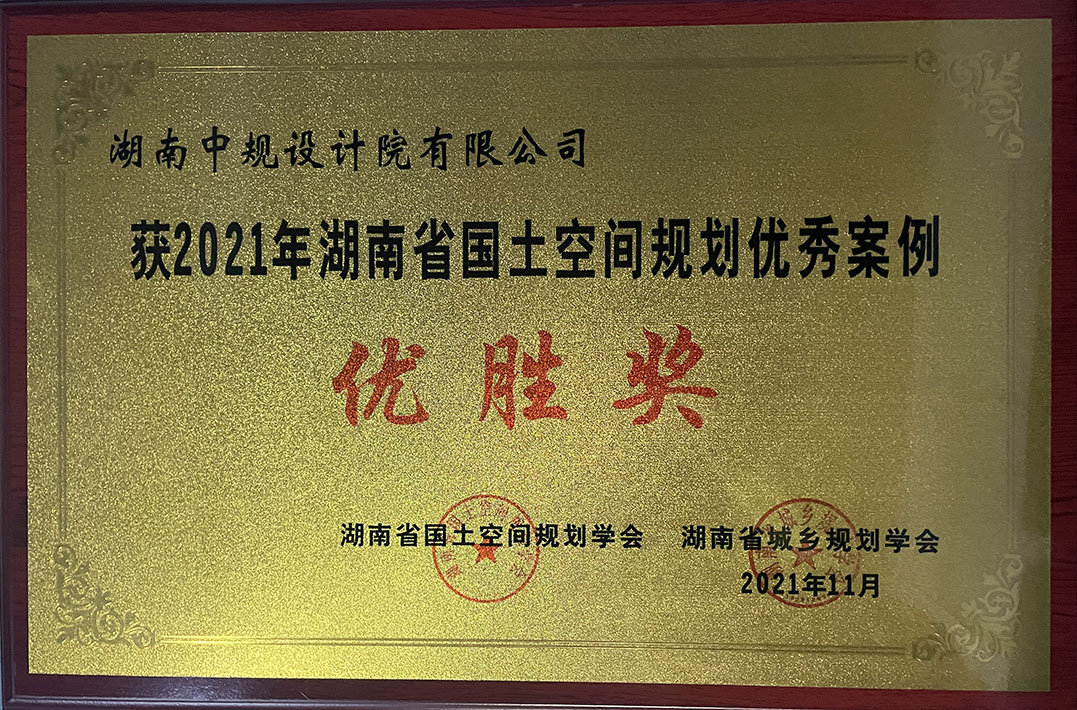 湖南中规设计院有限公司
获2021年湖南省国土空间规划优秀案例
优胜奖
湖南省国土空间规划学会 湖南省城乡规划学会
2021年11月